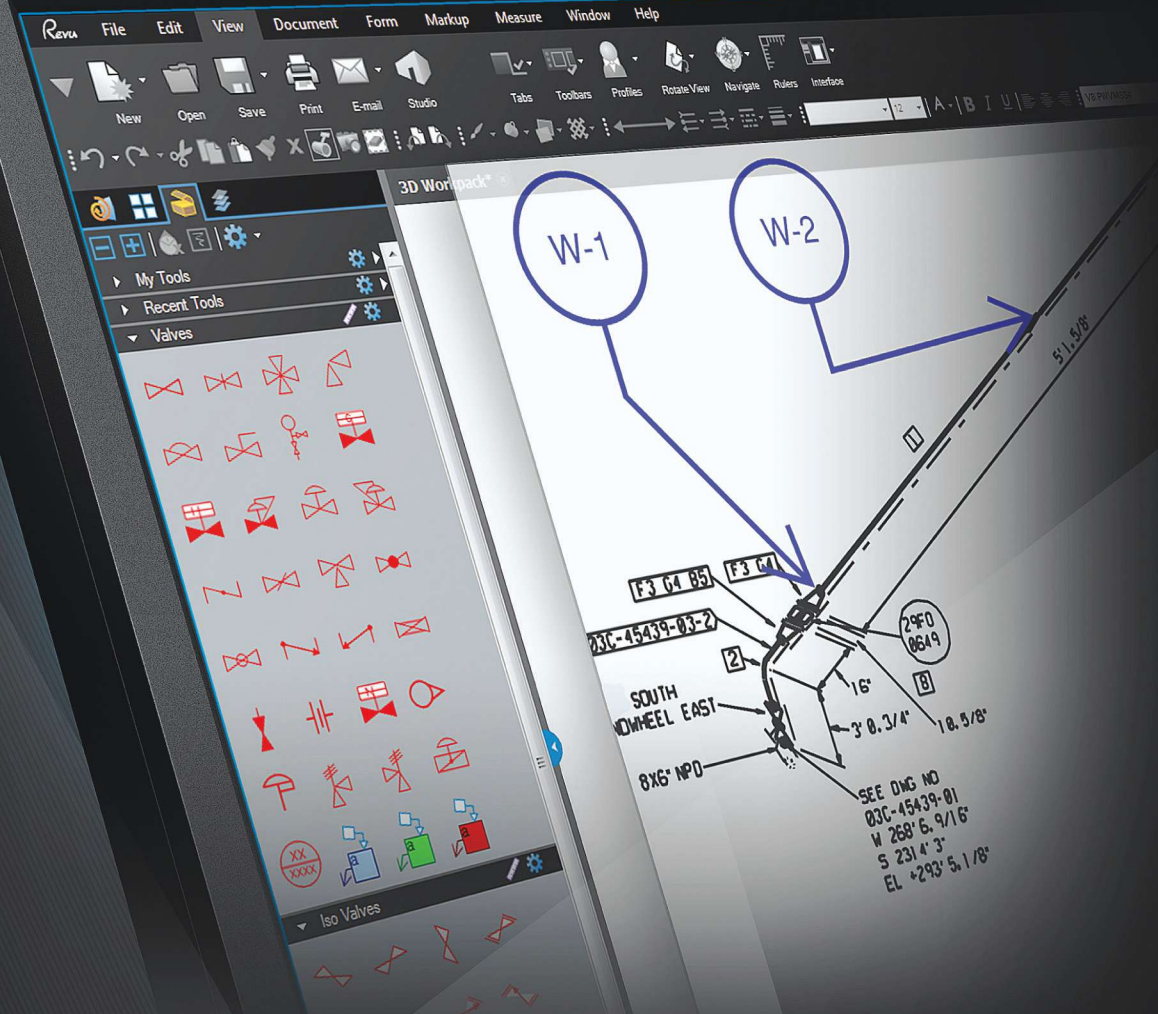 Revu File Edit View Document Form Markup Measure Window Help
New Open Save Print E-mail Studio Tabs Toolbars Profiles Rotate View Navigate Rulers Interface
12 A B I U
3D Workpack*
My Tools
Recent Tools
Valves
S
H
N
XX
XXXX
a a a
Iso Valves
W-1
W-2
5'1.5/8"
1
F3 G4 B5
F3 G4
03C-45439-03-2
29FO
0649
2
8
16"
SOUTH
NDWHEEL EAST
3' 0.3/4"
10.5/8"
8X6" NPD
SEE DWG NO
03C-45439-01
W 268' 6.9/16"
S 2314' 3"
EL +293' 5.1/8"